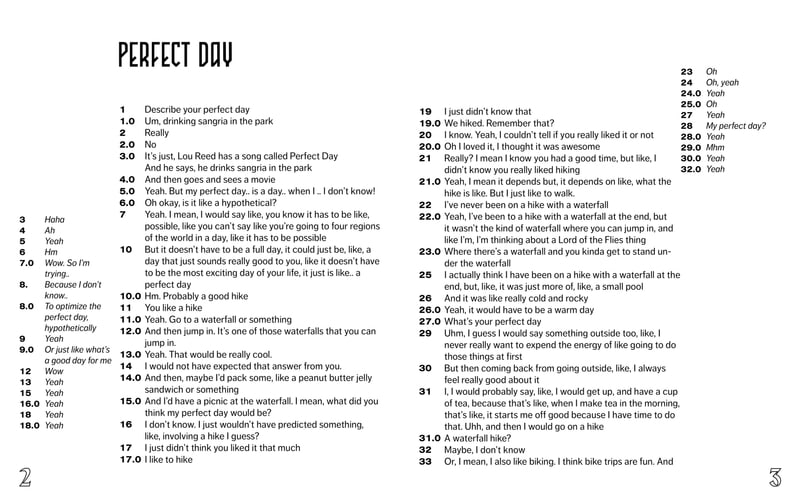 PERFECT DAY
1 Describe your perfect day
1.0 Um, drinking sangria in the park
2 Really
2.0 No
3.0 It's just, Lou Reed has a song called Perfect Day
And he says, he drinks sangria in the park
4.0 And then goes and sees a movie
5.0 Yeah. But my perfect day.. is a day.. when I .. I don't know!
6.0 Oh okay, is it like a hypothetical?
7 Yeah. I mean, I would say like, you know it has to be like,
possible, like you can't say like you're going to four regions
of the world in a day, like it has to be possible
10 But it doesn't have to be a full day, it could just be, like, a
day that just sounds really good to you, like it doesn't have
to be the most exciting day of your life, it just is like.. a
perfect day
10.0 Hm. Probably a good hike
11 You like a hike
11.0 Yeah. Go to a waterfall or something
12.0 And then jump in. It's one of those waterfalls that you can
jump in.
13.0 Yeah. That would be really cool.
14 I would not have expected that answer from you.
14.0 And then, maybe I'd pack some, like a peanut butter jelly
sandwich or something
15.0 And I'd have a picnic at the waterfall. I mean, what did you
think my perfect day would be?
16 I don't know. I just wouldn't have predicted something,
like, involving a hike I guess?
17 I just didn't think you liked it that much
17.0 I like to hike
3 Haha
4 Ah
5 Yeah
6 Hm
7.0 Wow. So I'm
trying..
8. Because I don't
know..
8.0 To optimize the
perfect day,
hypothetically
9 Yeah
9.0 Or just like what's
a good day for me
12 Wow
13 Yeah
15 Yeah
16.0 Yeah
18 Yeah
18.0 Yeah
2
19 I just didn't know that
19.0 We hiked. Remember that?
20 I know. Yeah, I couldn't tell if you really liked it or not
20.0 Oh I loved it, I thought it was awesome
21 Really? I mean I know you had a good time, but like, I
didn't know you really liked hiking
21.0 Yeah, I mean it depends but, it depends on, like, what the
hike is like. But I just like to walk.
22 I've never been on a hike with a waterfall
22.0 Yeah, I've been to a hike with a waterfall at the end, but
it wasn't the kind of waterfall where you can jump in, and
like I'm, I'm thinking about a Lord of the Flies thing
23.0 Where there's a waterfall and you kinda get to stand un-
der the waterfall
25 I actually think I have been on a hike with a waterfall at the
end, but, like, it was just more of, like, a small pool
26 And it was like really cold and rocky
26.0 Yeah, it would have to be a warm day
27.0 What's your perfect day
29 Uhm, I guess I would say something outside too, like, I
never really want to expend the energy of like going to do
those things at first
30 But then coming back from going outside, like, I always
feel really good about it
31 I, I would probably say, like, I would get up, and have a cup
of tea, because that's like, when I make tea in the morning,
that's like, it starts me off good because I have time to do
that. Uhh, and then I would go on a hike
31.0 A waterfall hike?
32 Maybe, I don't know
33 Or, I mean, I also like biking. I think bike trips are fun. And
23 Oh
24 Oh, yeah
24.0 Yeah
25.0 Oh
27 Yeah
28 My perfect day?
28.0 Yeah
29.0 Mhm
30.0 Yeah
32.0 Yeah
3